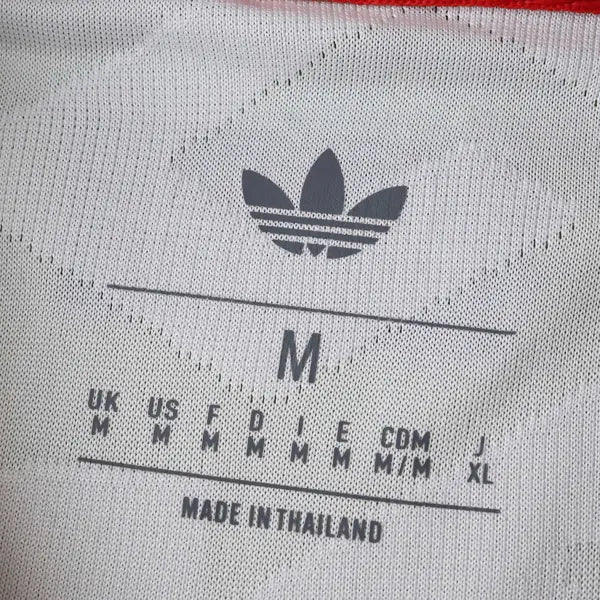 M
UK US F D I E CDM J
M M M M M M M/M XL
MADE IN THAILAND